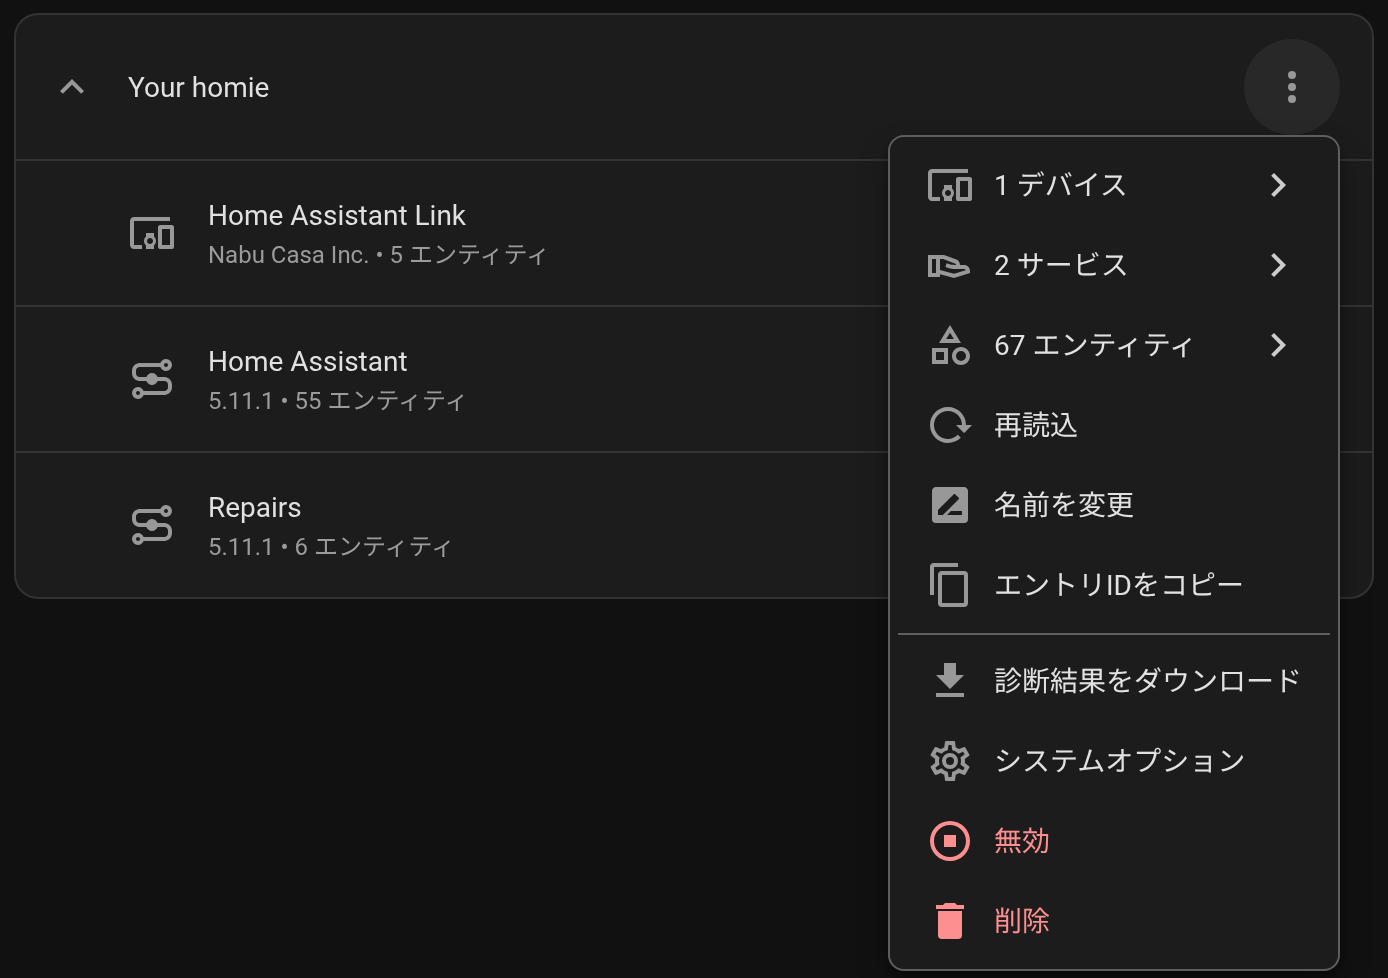 Your homie
Home Assistant Link
Nabu Casa Inc. • 5 エンティティ
Home Assistant
5.11.1 • 55 エンティティ
Repairs
5.11.1 • 6 エンティティ
1 デバイス
2 サービス
67 エンティティ
再読込
名前を変更
エントリIDをコピー
診断結果をダウンロード
システムオプション
無効
削除